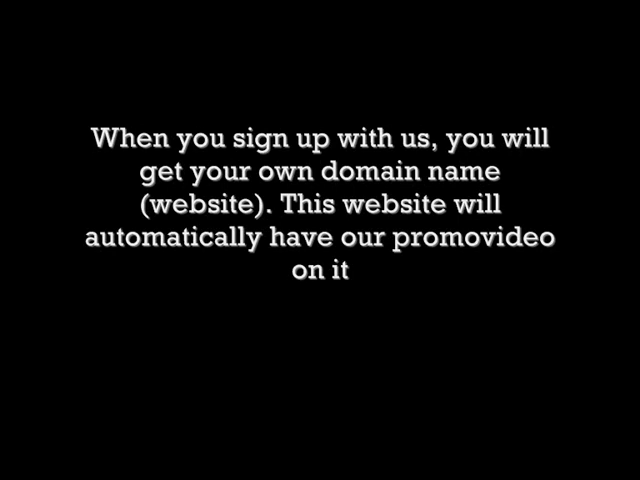 When you sign up with us, you will
get your own domain name
(website). This website will
automatically have our promovideo
on it